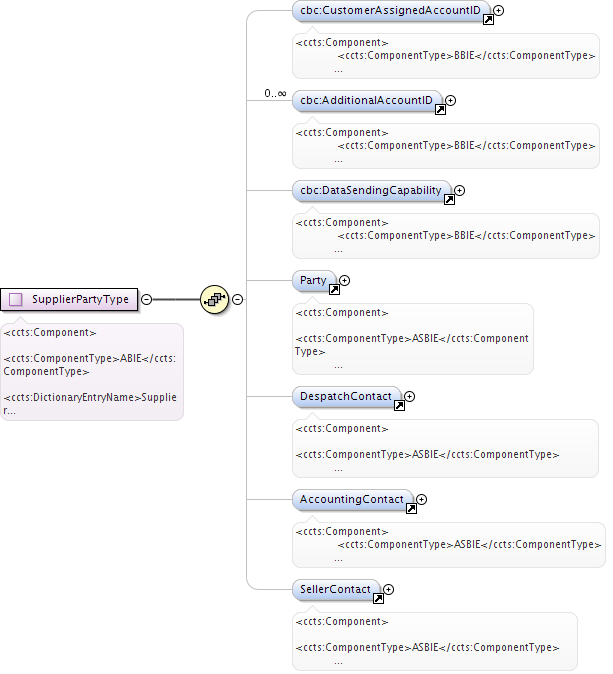 cbc:CustomerAssignedAccountID
<ccts:Component>
<ccts:ComponentType>BBIE</ccts:ComponentType>
...
0..∞
cbc:AdditionalAccountID
<ccts:Component>
<ccts:ComponentType>BBIE</ccts:ComponentType>
...
cbc:DataSendingCapability
<ccts:Component>
<ccts:ComponentType>BBIE</ccts:ComponentType>
...
SupplierPartyType
<ccts:Component>
<ccts:ComponentType>ABIE</ccts:
ComponentType>
<ccts:DictionaryEntryName>Supplie
r...
Party
<ccts:Component>
<ccts:ComponentType>ASBIE</ccts:Component
Type>
...
DespatchContact
<ccts:Component>
<ccts:ComponentType>ASBIE</ccts:ComponentType>
...
AccountingContact
<ccts:Component>
<ccts:ComponentType>ASBIE</ccts:ComponentType>
...
SellerContact
<ccts:Component>
<ccts:ComponentType>ASBIE</ccts:ComponentType>
...